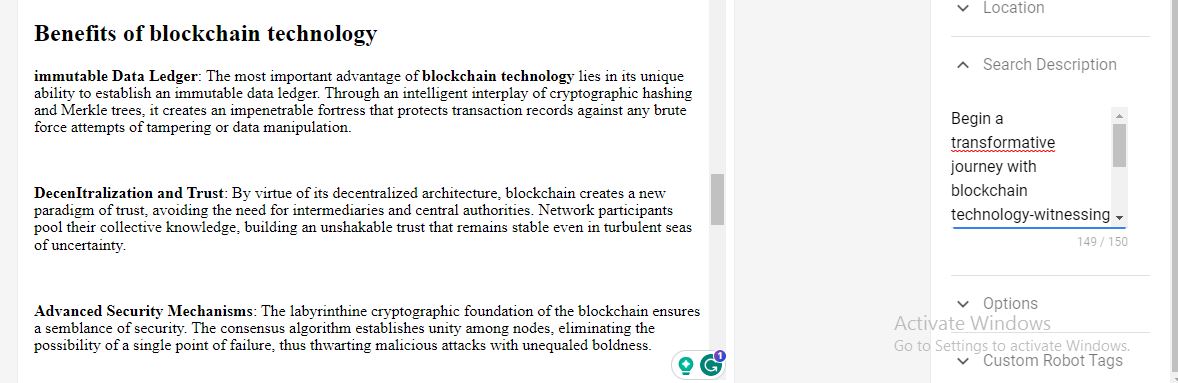 Benefits of blockchain technology
immutable Data Ledger: The most important advantage of blockchain technology lies in its unique
ability to establish an immutable data ledger. Through an intelligent interplay of cryptographic hashing
and Merkle trees, it creates an impenetrable fortress that protects transaction records against any brute
force attempts of tampering or data manipulation.
DecenItralization and Trust: By virtue of its decentralized architecture, blockchain creates a new
paradigm of trust, avoiding the need for intermediaries and central authorities. Network participants
pool their collective knowledge, building an unshakable trust that remains stable even in turbulent seas
of uncertainty.
Advanced Security Mechanisms: The labyrinthine cryptographic foundation of the blockchain ensures
a semblance of security. The consensus algorithm establishes unity among nodes, eliminating the
possibility of a single point of failure, thus thwarting malicious attacks with unequaled boldness.
1
Location
Search Description
Begin a
transformative
journey with
blockchain
technology-witnessing
149 / 150
Options
Activate Windows
Go to Settings to activate Windows.
Custom Robot Tags